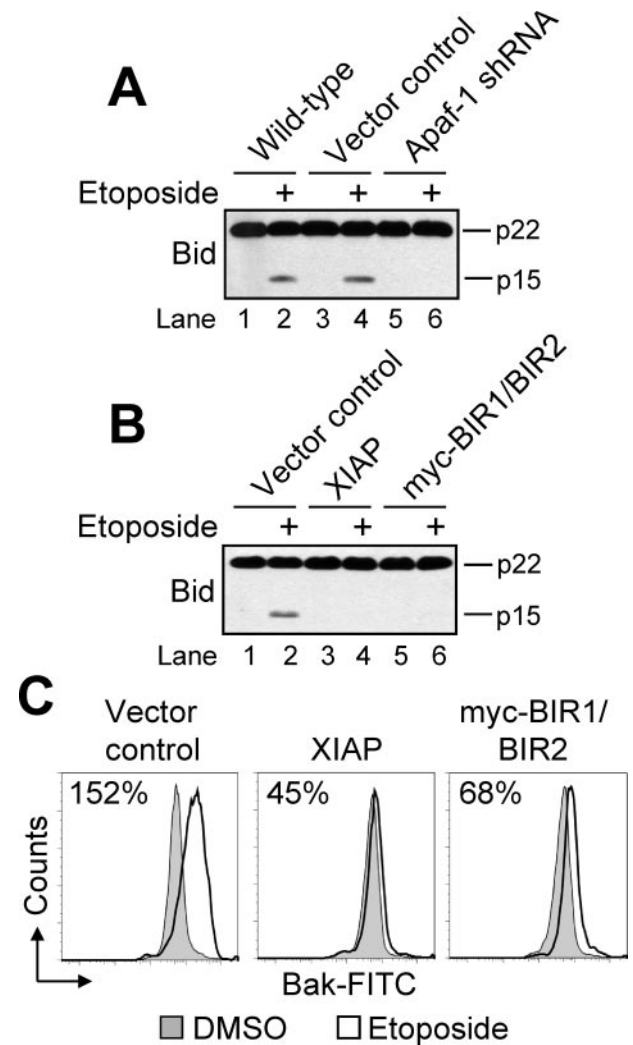 A
Wild-type
Vector control
Apaf-1 shRNA
Etoposide + + +
Bid
p22
p15
Lane 1 2 3 4 5 6
B
Vector control
XIAP
myc-BIR1/BIR2
Etoposide + + +
Bid
p22
p15
Lane 1 2 3 4 5 6
C
Vector
control
XIAP
myc-BIR1/
BIR2
152%
45%
68%
Counts
Bak-FITC
DMSO Etoposide